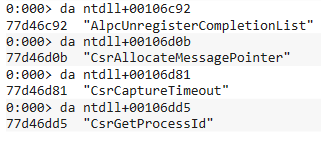 0:000> da ntdll+00106c92
77d46c92  "AlpcUnregisterCompletionList"
0:000> da ntdll+00106d0b
77d46d0b  "CsrAllocateMessagePointer"
0:000> da ntdll+00106d81
77d46d81  "CsrCaptureTimeout"
0:000> da ntdll+00106dd5
77d46dd5  "CsrGetProcessId"